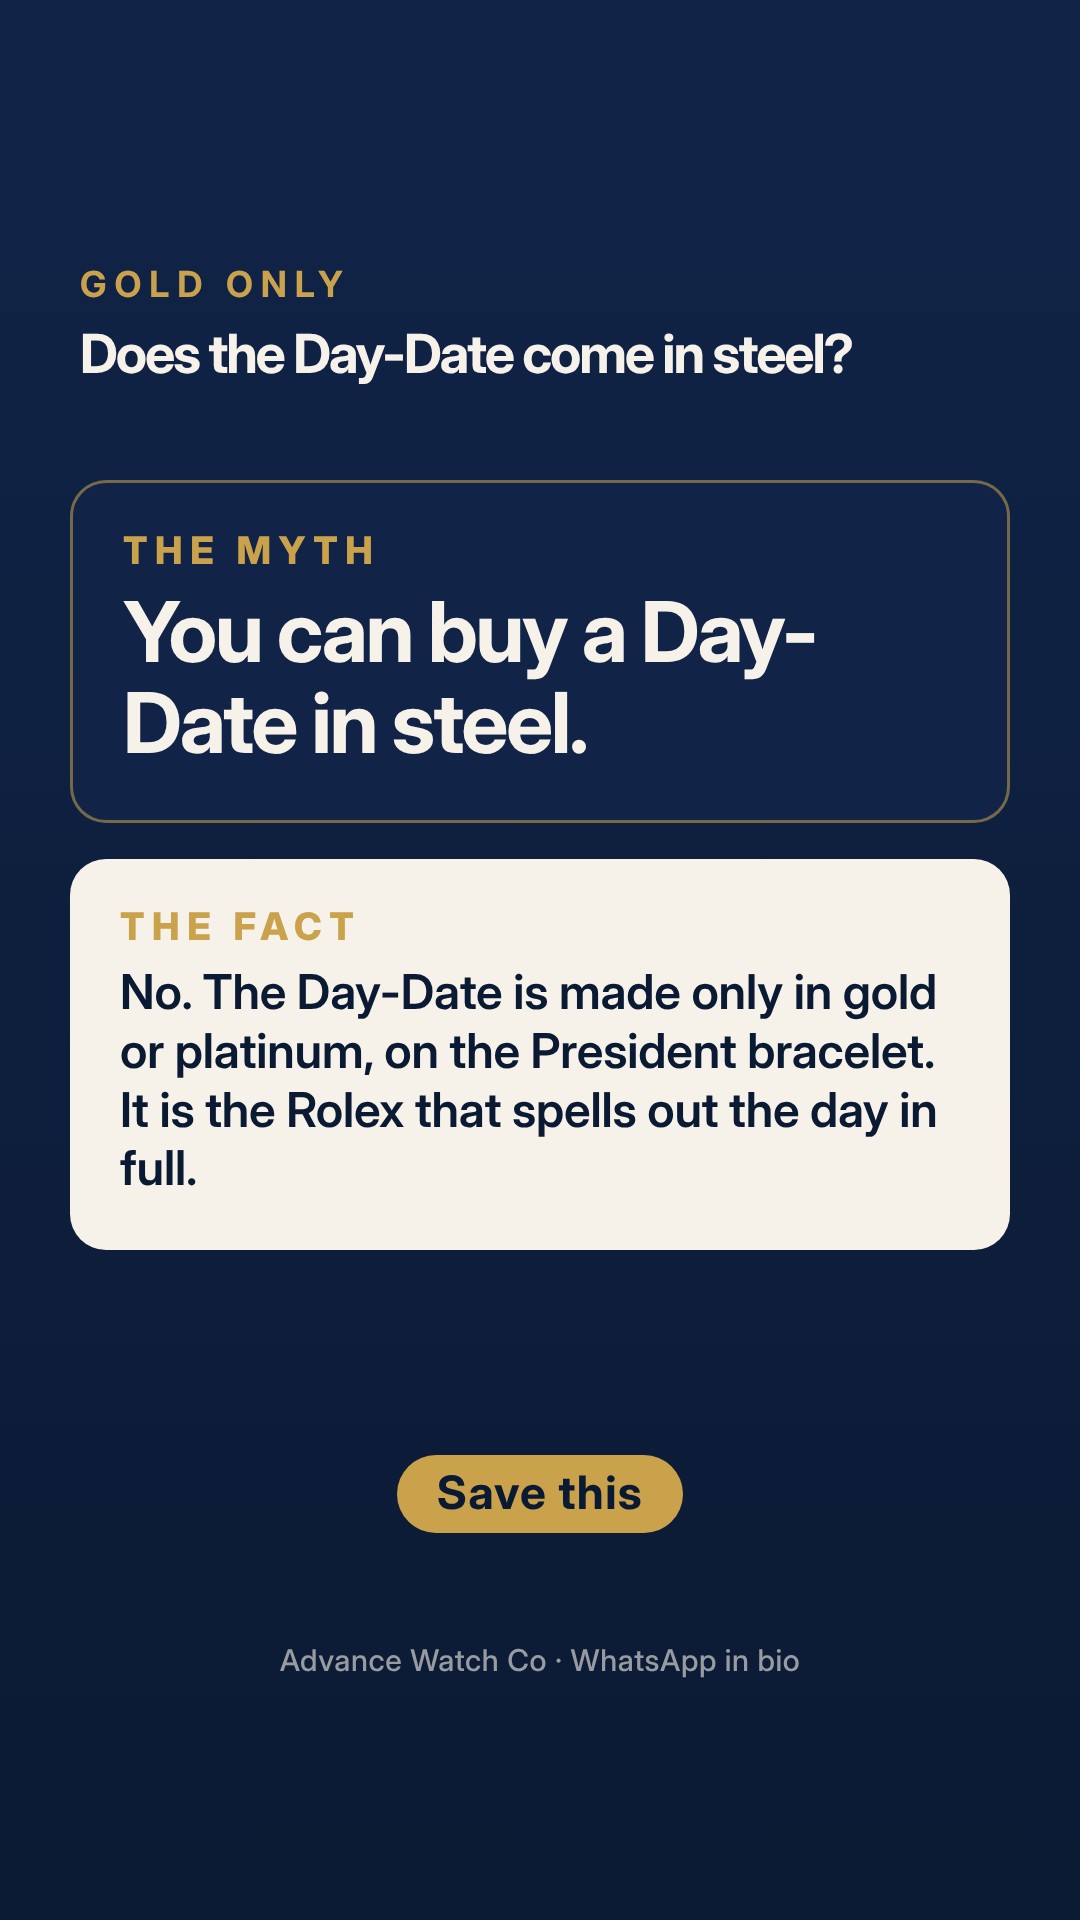 GOLD ONLY
Does the Day-Date come in steel?
THE MYTH
You can buy a Day-
Date in steel.
THE FACT
No. The Day-Date is made only in gold
or platinum, on the President bracelet.
It is the Rolex that spells out the day in
full.
Save this
Advance Watch Co · WhatsApp in bio